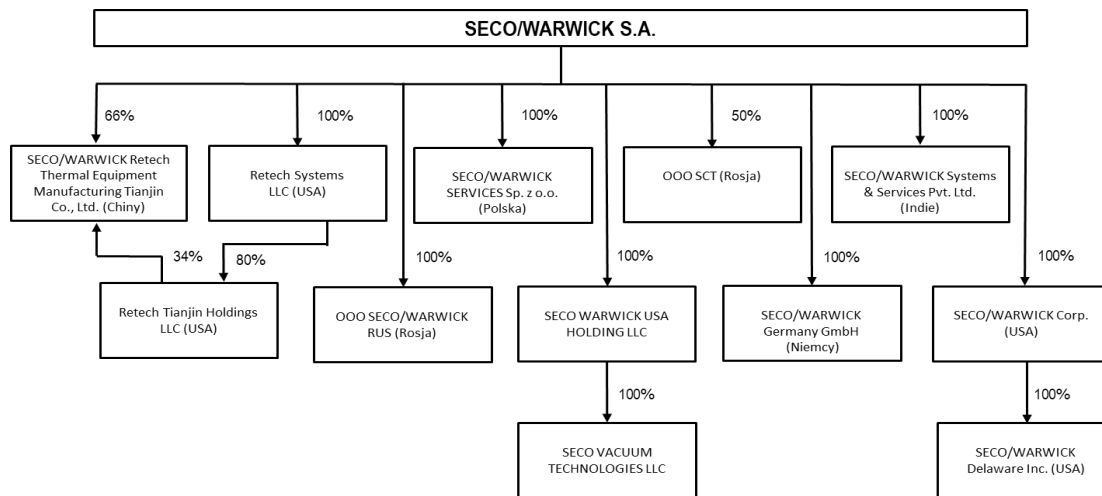 SECO/WARWICK S.A.
66%
100%
100%
50%
100%
SECO/WARWICK Retech
Thermal Equipment
Manufacturing Tianjin
Co., Ltd. (Chiny)
Retech Systems
LLC (USA)
SECO/WARWICK
SERVICES Sp. z o.o.
(Polska)
OOO SCT (Rosja)
SECO/WARWICK Systems
& Services Pvt. Ltd.
(Indie)
34%
80%
100%
100%
100%
100%
Retech Tianjin Holdings
LLC (USA)
OOO SECO/WARWICK
RUS (Rosja)
SECO WARWICK USA
HOLDING LLC
SECO/WARWICK
Germany GmbH
(Niemcy)
SECO/WARWICK Corp.
(USA)
100%
100%
SECO VACUUM
TECHNOLOGIES LLC
SECO/WARWICK
Delaware Inc. (USA)